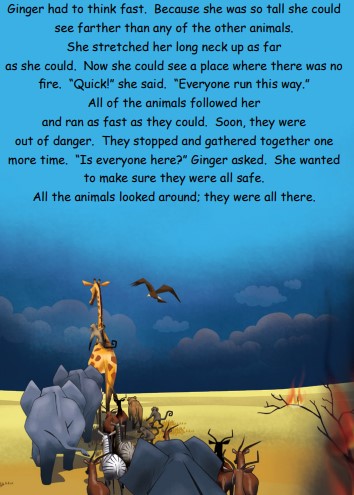 Ginger had to think fast.  Because she was so tall she could
see farther than any of the other animals.
She stretched her long neck up as far
as she could.  Now she could see a place where there was no
fire.  “Quick!” she said.  “Everyone run this way.”
All of the animals followed her
and ran as fast as they could.  Soon, they were
out of danger.  They stopped and gathered together one
more time.  “Is everyone here?” Ginger asked.  She wanted
to make sure they were all safe.
All the animals looked around; they were all there.